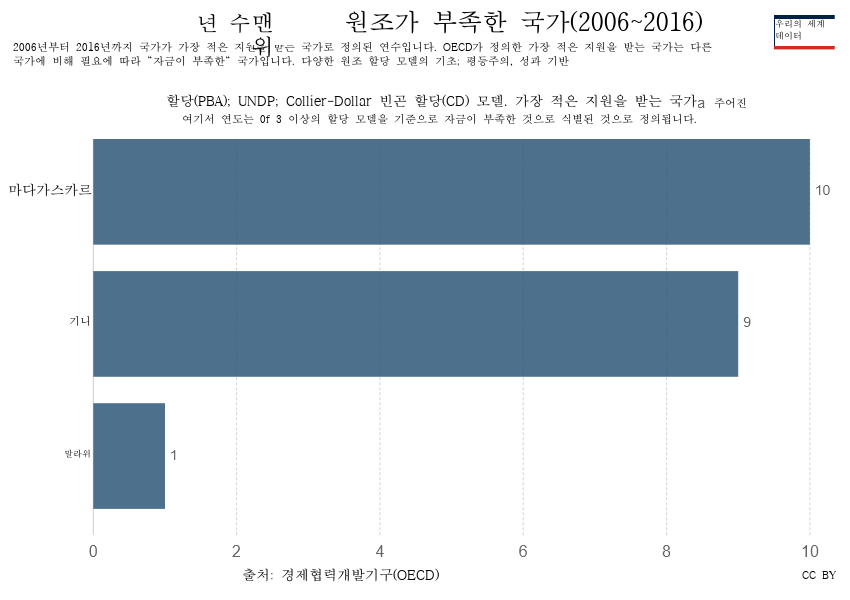 년 수맨 원조가 부족한 국가(2006~2016)
위
우리의 세계
데이터
2006년부터 2016년까지 국가가 가장 적은 국가로 정의된 연수입니다. OECD가 정의한 가장 적은 지원을 받는 국가는 다른
국가에 비해 필요에 따라 "자금이 부족한" 국가입니다. 다양한 원조 할당 모델의 기초; 평등주의, 성과 기반
할당(PBA); UNDP; Collier-Dollar 빈곤 할당(CD) 모델. 가장 적은 지원을 받는 국가a 주어진
여기서 연도는 Of 3 이상의 할당 모델을 기준으로 자금이 부족한 것으로 식별된 것으로 정의됩니다.
마다가스카르
10
기니
9
말라위
1
0 2 4 6 8 10
출처: 경제협력개발기구(OECD)
CC BY